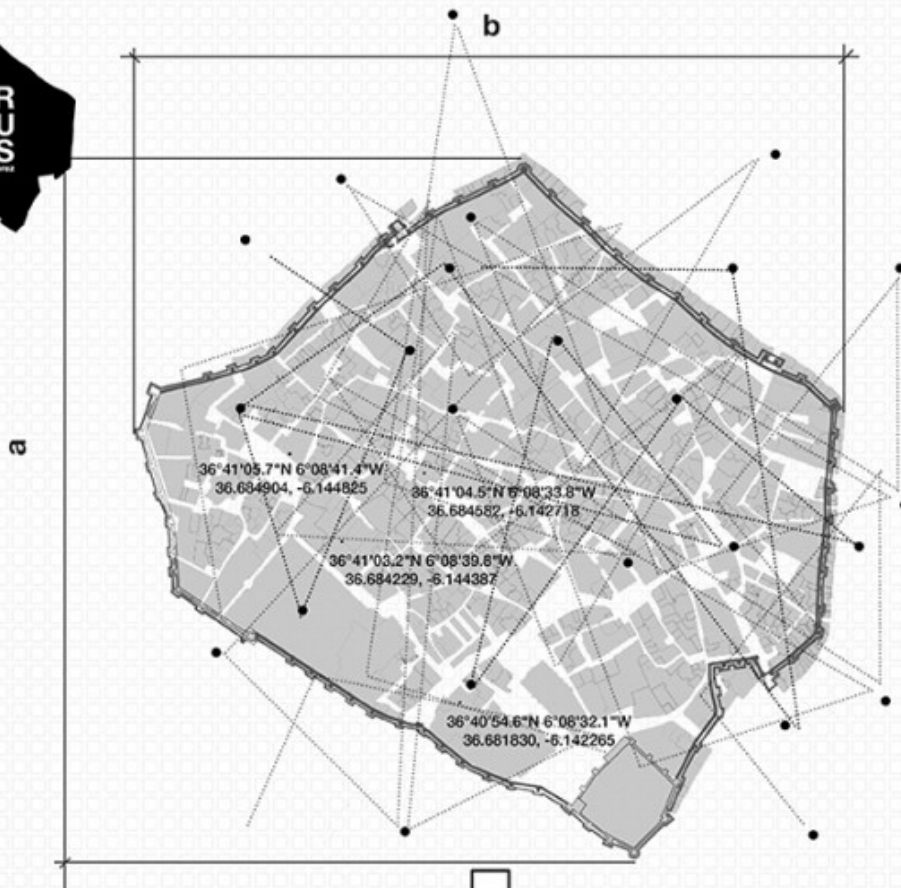 b
R
U
S
a
36°41'05.7"N 6°08'41.4"W
36.684904, -6.144825
36°41'04.5"N 6°08'33.8"W
36.684582, -6.142718
36°41'03.2"N 6°08'39.8"W
36.684229, -6.144387
36°40'54.6"N 6°08'32.1"W
36.681830, -6.142265